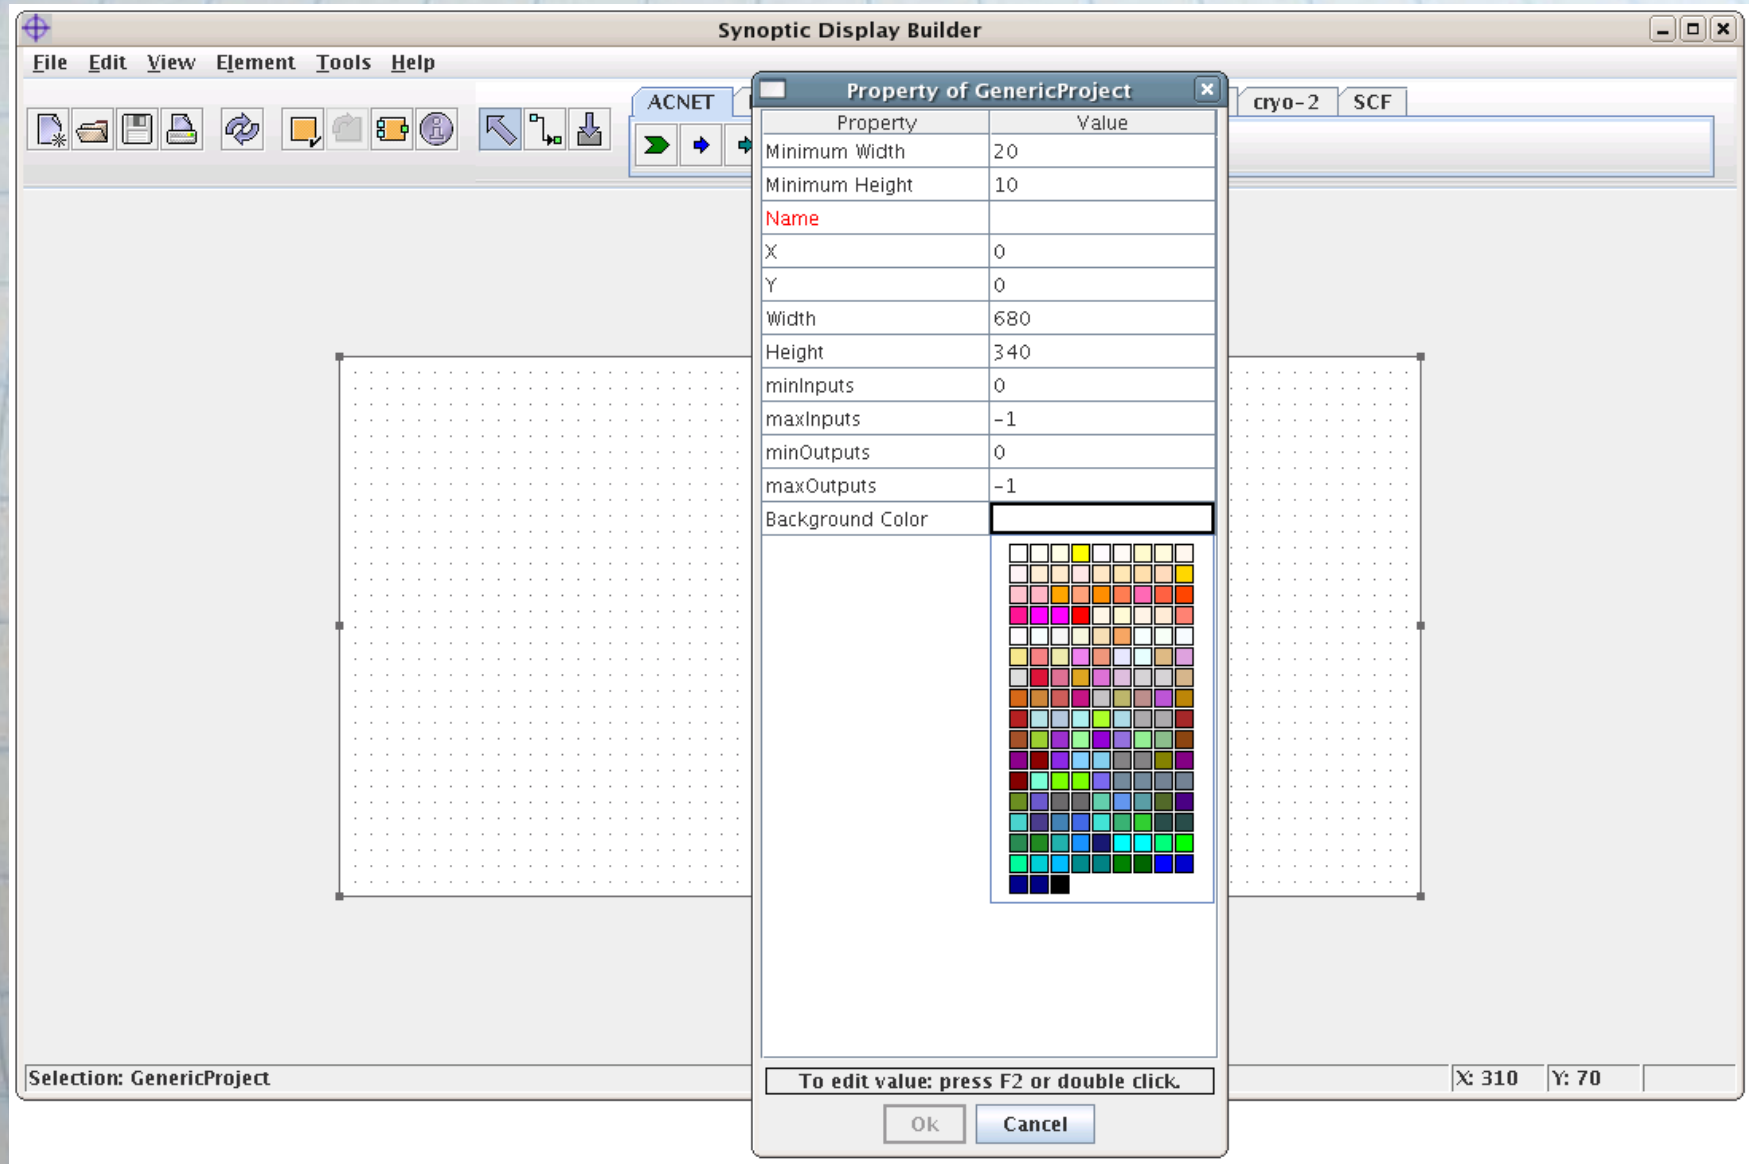 Synoptic Display Builder
File Edit View Element Tools Help
ACNET
cryo-2 SCF
Property of GenericProject
Property Value
Minimum Width 20
Minimum Height 10
Name
X 0
Y 0
Width 680
Height 340
minInputs 0
maxInputs -1
minOutputs 0
maxOutputs -1
Background Color
To edit value: press F2 or double click.
Ok Cancel
Selection: GenericProject
X: 310 Y: 70